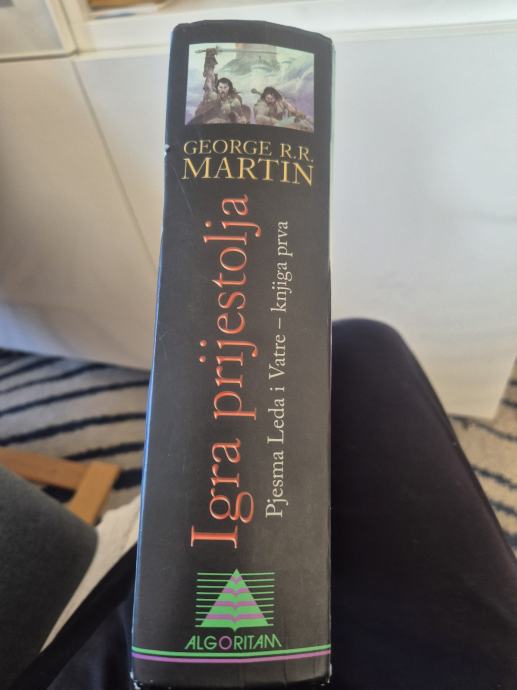 GEORGE R.R.
MARTIN
Igra prijestolja
Pjesma Leda i Vatre – knjiga prva
ALGORITAM